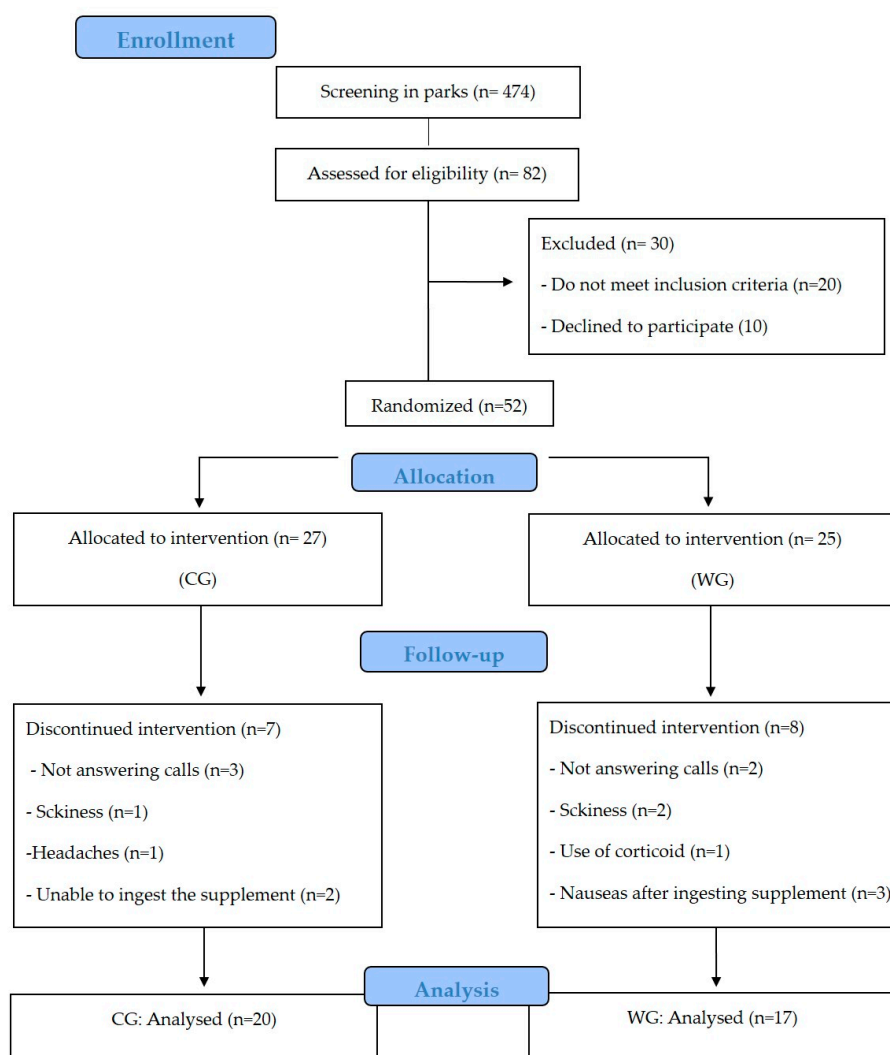 Enrollment
Screening in parks (n= 474)
Assessed for eligibility (n= 82)
Excluded (n= 30)
- Do not meet inclusion criteria (n=20)
- Declined to participate (10)
Randomized (n=52)
Allocation
Allocated to intervention (n= 27)
(CG)
Allocated to intervention (n= 25)
(WG)
Follow-up
Discontinued intervention (n=7)
- Not answering calls (n=3)
- Sckiness (n=1)
-Headaches (n=1)
- Unable to ingest the supplement (n=2)
Discontinued intervention (n=8)
- Not answering calls (n=2)
- Sckiness (n=2)
- Use of corticoid (n=1)
- Nauseas after ingesting supplement (n=3)
Analysis
CG: Analysed (n=20)
WG: Analysed (n=17)